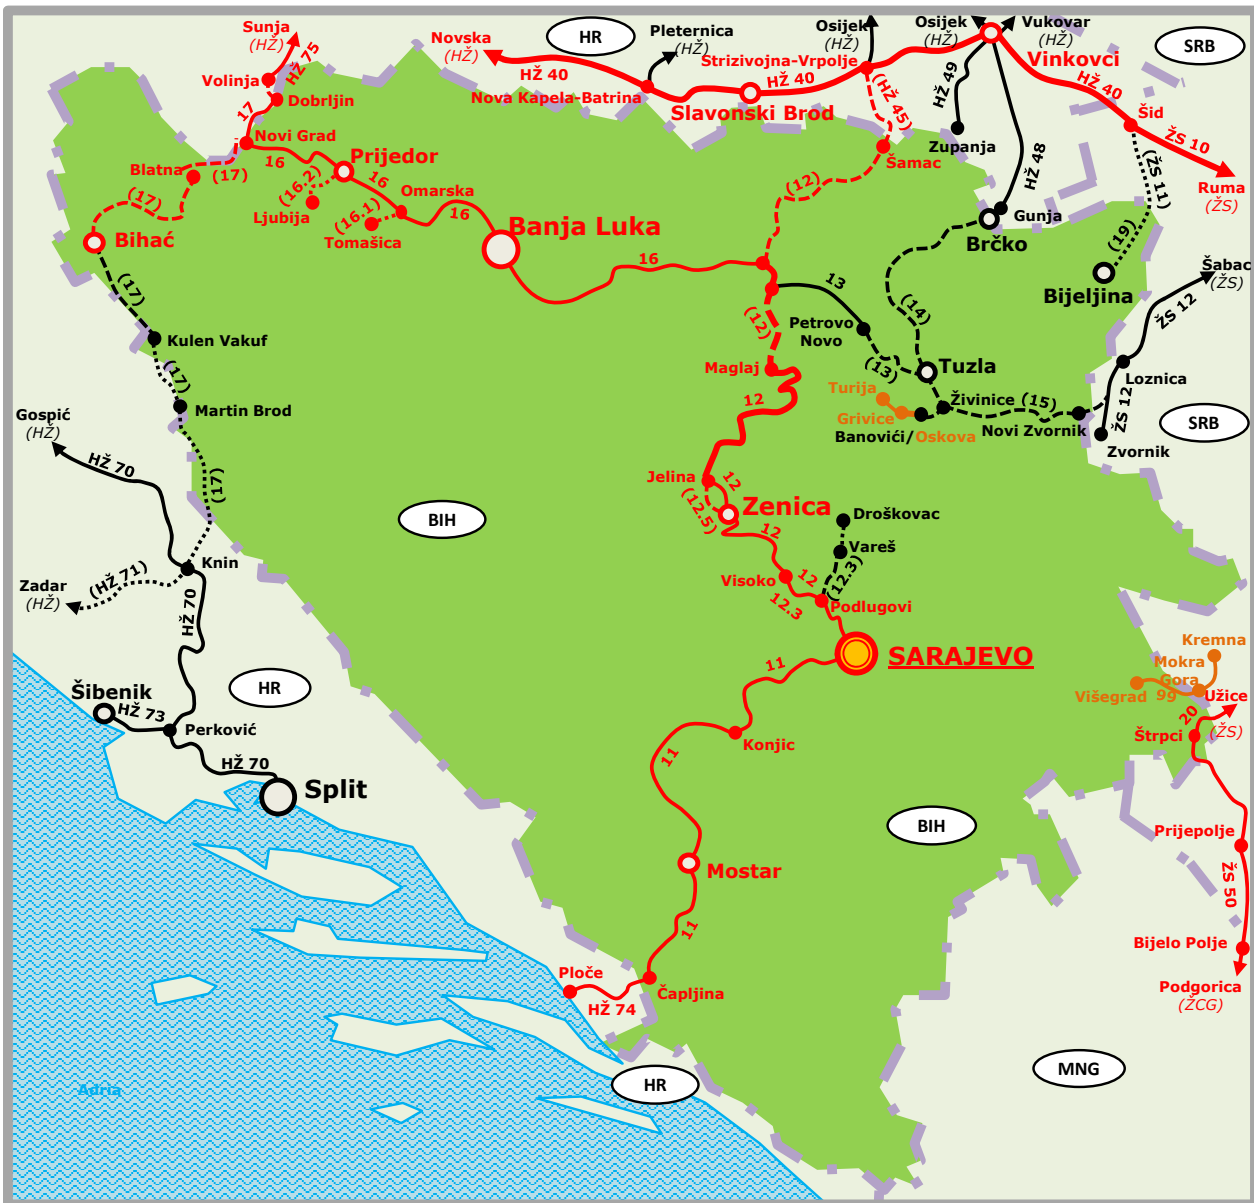 Sunja
(HŽ)
HŽ 75
Volinja
Dobrljin
17
Novi Grad
Novska
(HŽ)
HŽ 40
HR
Pleternica
(HŽ)
Nova Kapela-Batrina
Osijek
(HŽ)
Strizivojna-Vrpolje
HŽ 40
Slavonski Brod
Osijek
(HŽ)
Vukovar
(HŽ)
Vinkovci
SRB
HŽ 40
HŽ 49
(HŽ 45)
Šid
ŽS 10
Županja
Šamac
HŽ 48
(ŽS 11)
Ruma
(ŽS)
Blatna
(17)
16
Prijedor
(16.2)
16
Omarska
Ljubija
(16.1)
16
Tomašica
(17)
Bihać
Banja Luka
(12)
Gunja
Brčko
(19)
Bijeljina
Šabac
(ŽS)
ŽS 12
16
13
(17)
Kulen Vakuf
(12)
Petrovo
Novo
(14)
(13)
Tuzla
Maglaj
(17)
Turija
Živinice
(15)
Loznica
ŽS 12
12
Martin Brod
Grivice
Banovići/Oskova
Novi Zvornik
SRB
Zvornik
Gospić
(HŽ)
HŽ 70
(17)
Jelina
12
(12.5)
Zenica
BIH
Droškovac
12
Vareš
(12.3)
Knin
(HŽ 71)
Zadar
(HŽ)
HŽ 70
Visoko
12
12.3
Podlugovi
SARAJEVO
11
Kremna
Mokra
Gora
Višegrad
99
Užice
(ŽS)
20
Štrpci
HR
Šibenik
HŽ 73
Perković
HŽ 70
Split
11
Konjic
BIH
Prijepolje
Mostar
ŽS 50
11
Bijelo Polje
Ploče
HŽ 74
Čapljina
Podgorica
(ŽCG)
MNG
HR
Adria